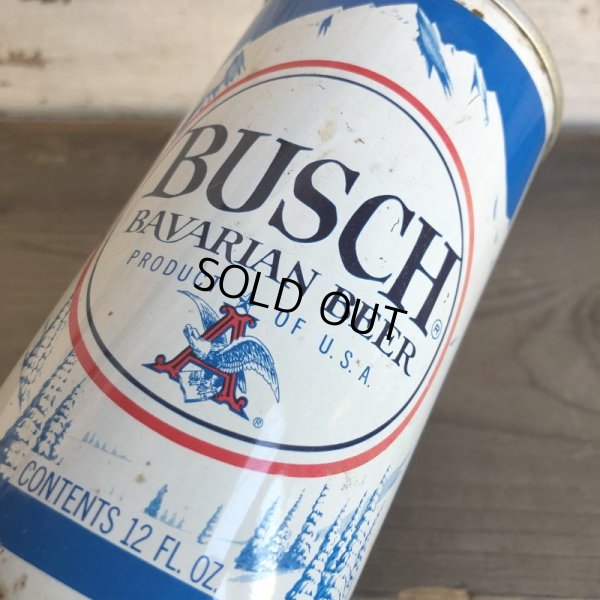 BUSCH®
BAVARIAN BEER
PRODUCT OF U.S.A.
SOLD OUT
A
®
CONTENTS 12 FL. OZ.